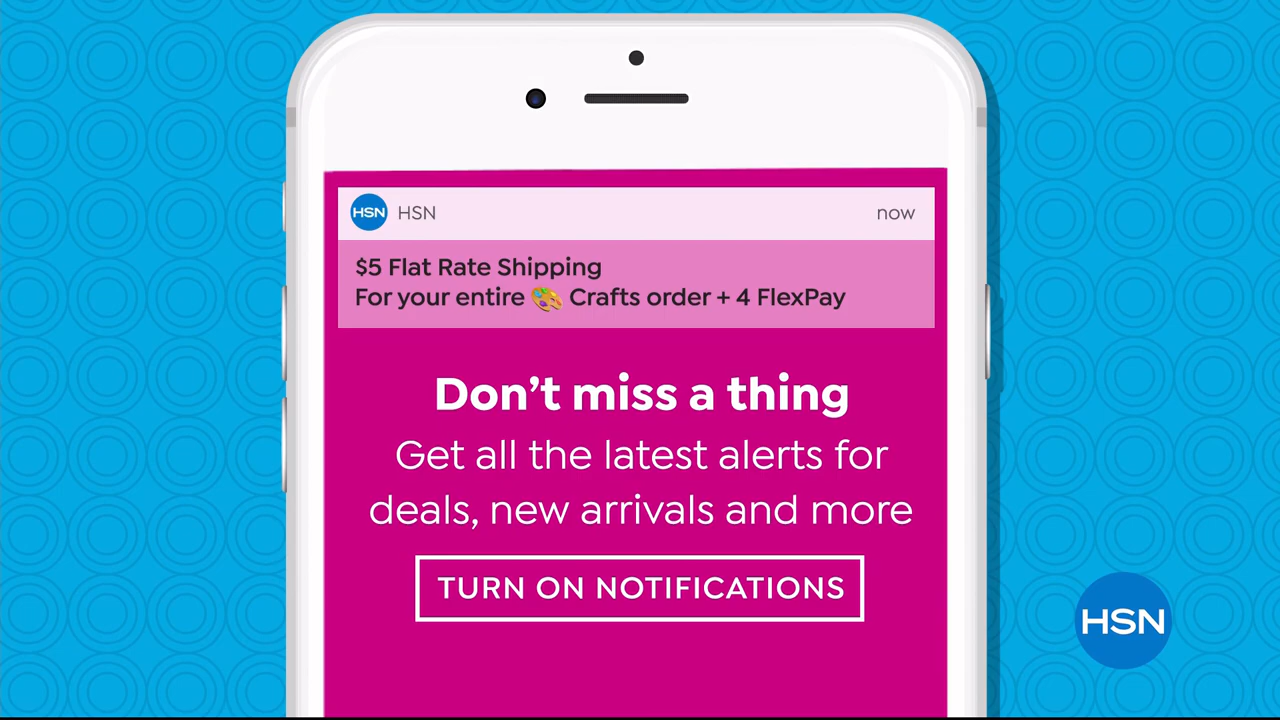 HSN HSN now
$5 Flat Rate Shipping
For your entire 🎨 Crafts order + 4 FlexPay
Don't miss a thing
Get all the latest alerts for
deals, new arrivals and more
TURN ON NOTIFICATIONS
HSN